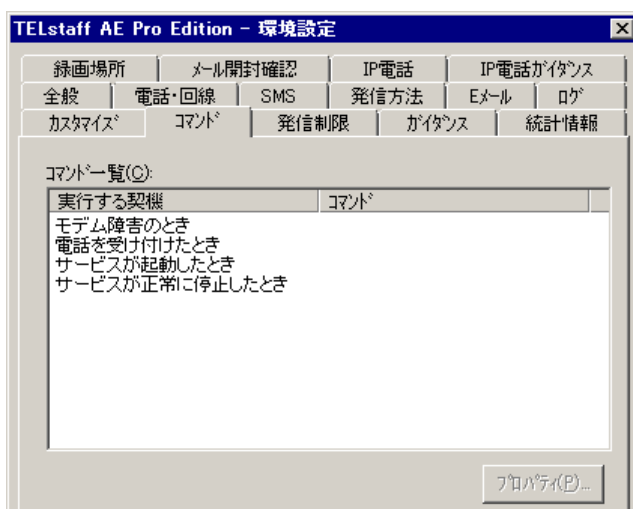 TELstaff AE Pro Edition - 環境設定
録画場所 メール開封確認 IP電話 IP電話ガイダンス
全般 電話・回線 SMS 発信方法 Eメール ログ
カスタマイズ コマンド 発信制限 ガイダンス 統計情報
コマンド一覧(C):
実行する契機 コマンド
モデム障害のとき
電話を受け付けたとき
サービスが起動したとき
サービスが正常に停止したとき
プロパティ(P)...